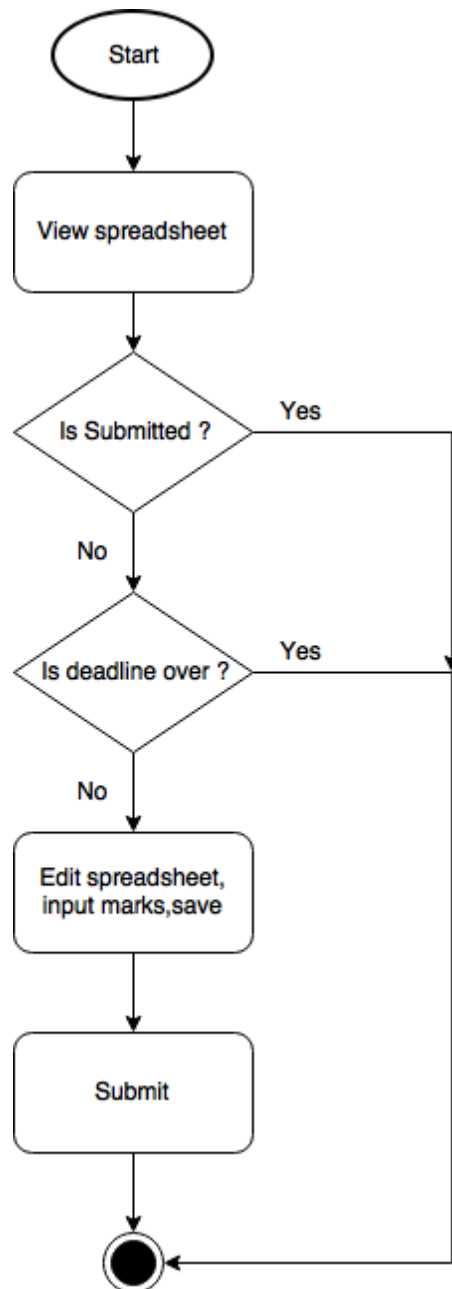 Start
View spreadsheet
Is Submitted ?
Yes
No
Is deadline over ?
Yes
No
Edit spreadsheet,
input marks,save
Submit